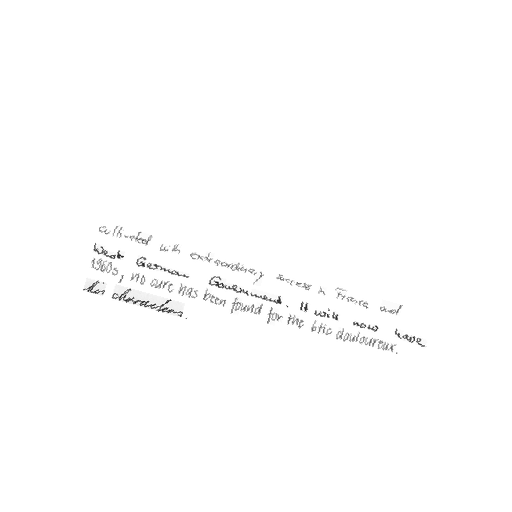 cultivated with extraordinary success in France and
West German Government. It will now have
1960s, no cure has been found for the btic douloureux.
his characters.